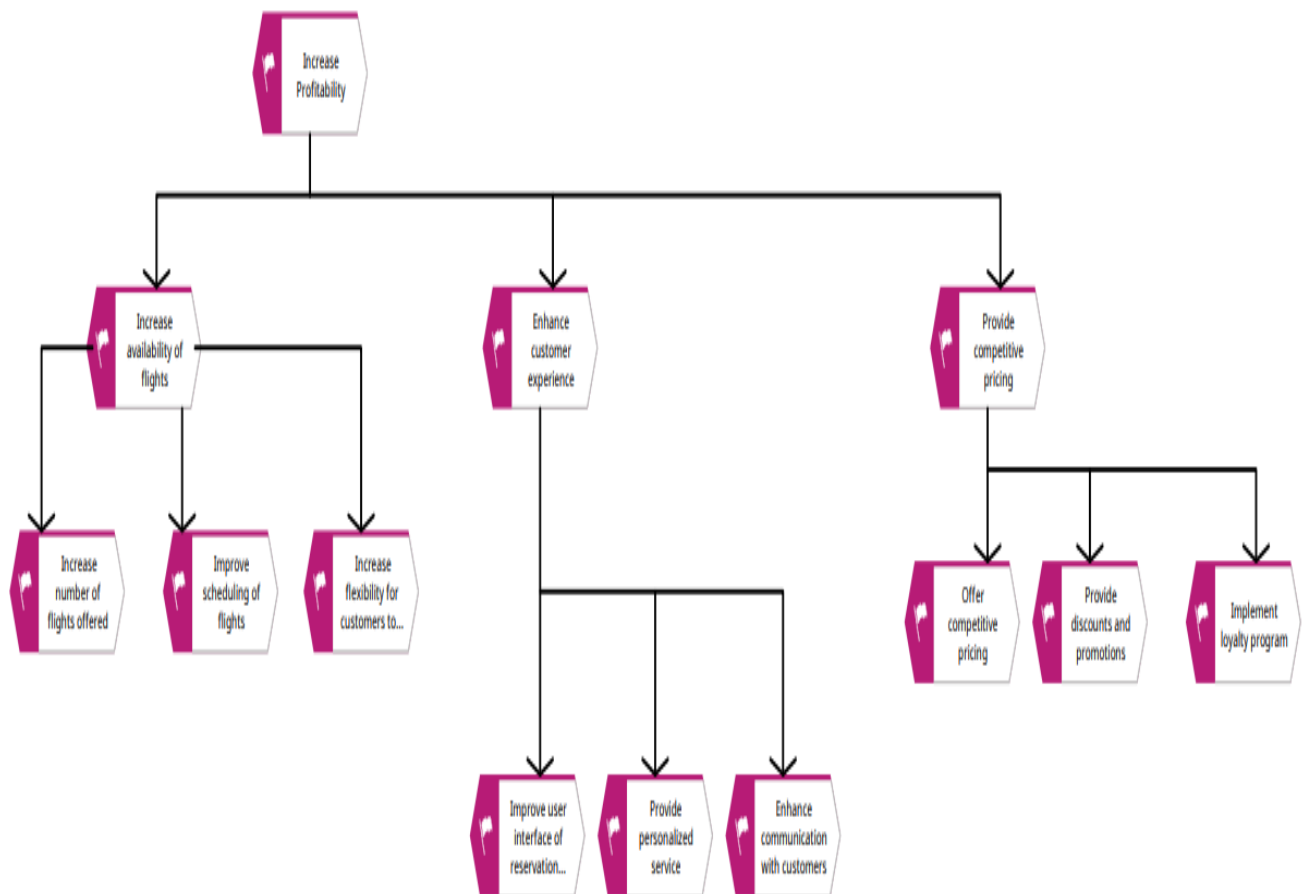 Increase
Profitability
Increase
availability of
flights
Enhance
customer
experience
Provide
competitive
pricing
Increase
number of
flights offered
Improve
scheduling of
flights
Increase
flexibility for
customers to...
Offer
competitive
pricing
Provide
discounts and
promotions
Implement
loyalty program
Improve user
interface of
reservation...
Provide
personalized
service
Enhance
communication
with customers